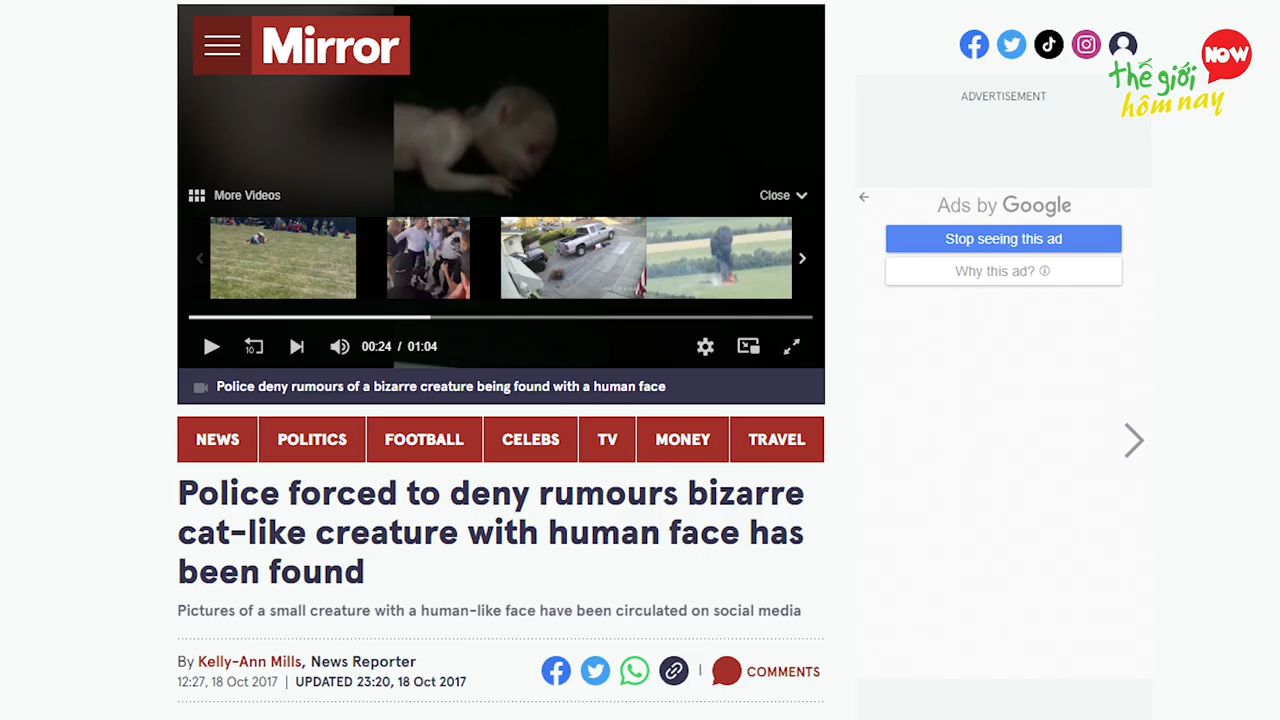 Mirror
NOW
thế giới
hôm nay
ADVERTISEMENT
More Videos
Close
Ads by Google
Stop seeing this ad
Why this ad?
10
00:24 / 01:04
Police deny rumours of a bizarre creature being found with a human face
NEWS POLITICS FOOTBALL CELEBS TV MONEY TRAVEL
Police forced to deny rumours bizarre
cat-like creature with human face has
been found
Pictures of a small creature with a human-like face have been circulated on social media
By Kelly-Ann Mills, News Reporter
12:27, 18 Oct 2017 | UPDATED 23:20, 18 Oct 2017
COMMENTS